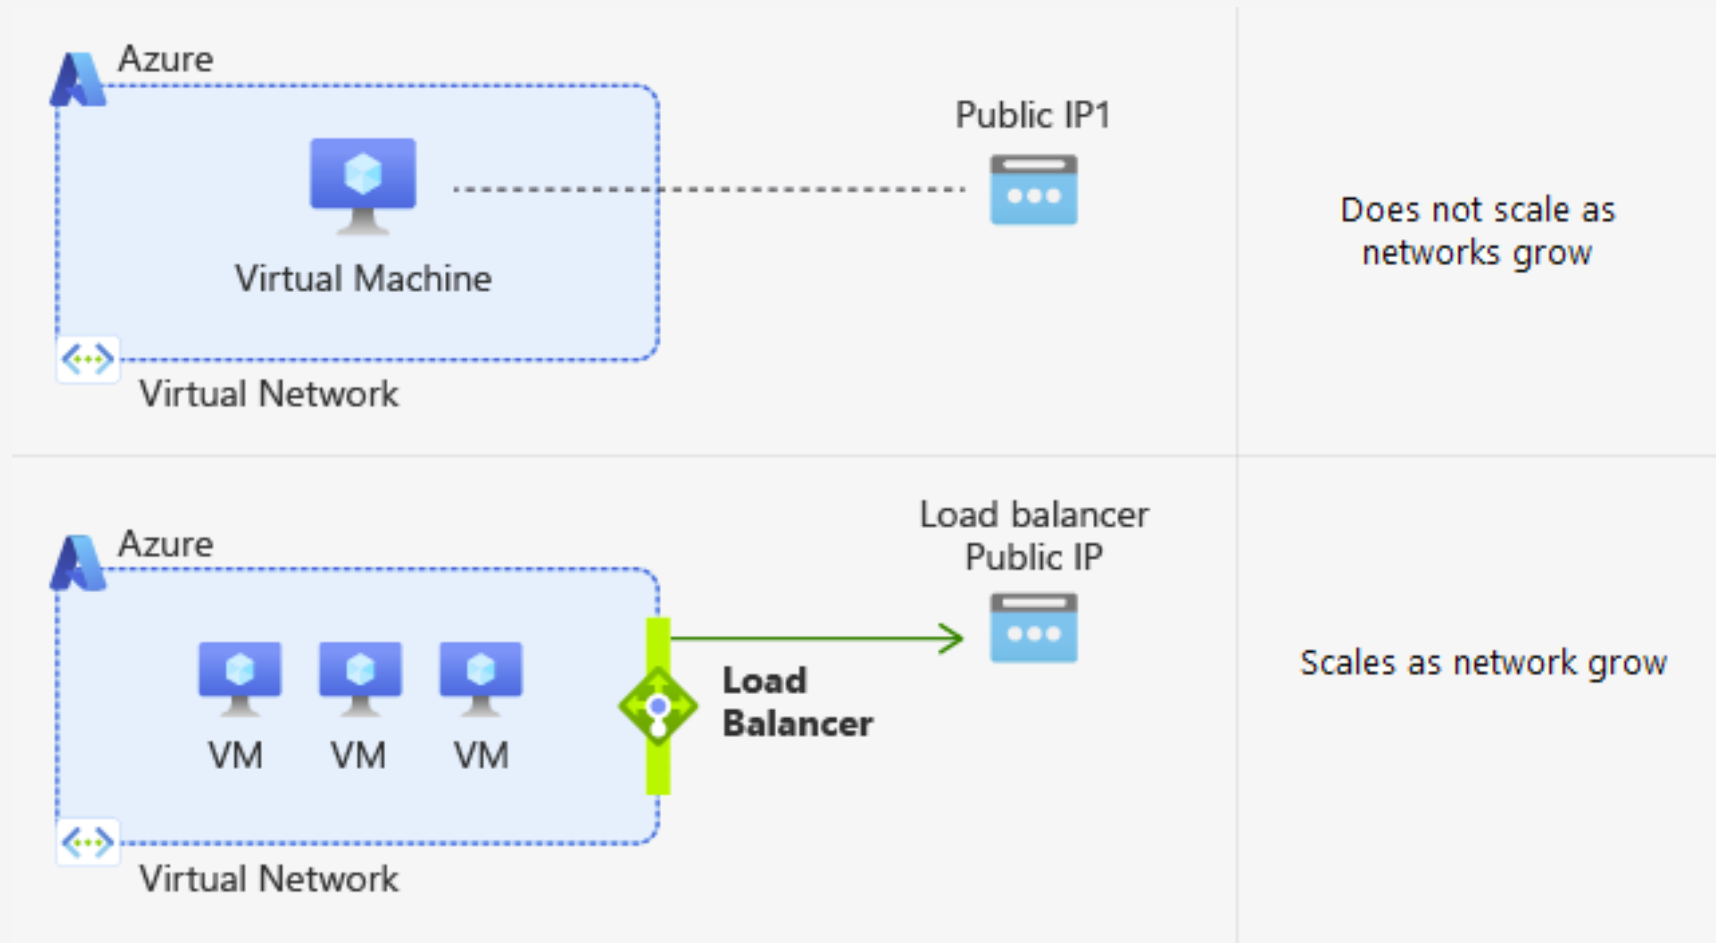 Azure
Public IP1
Virtual Machine
Does not scale as
networks grow
Virtual Network
Azure
Load balancer
Public IP
VM VM VM
Load
Balancer
Scales as network grow
Virtual Network